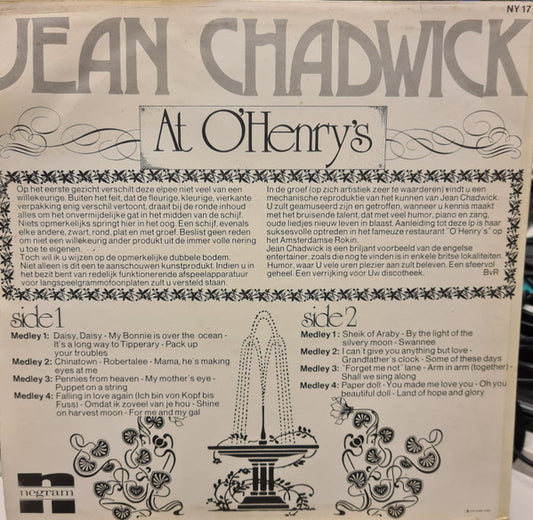 NY 17
JEAN CHADWICK
At O'Henry's
Op het eerste gezicht verschilt deze elpee niet veel van een
willekeurige. Buiten het feit, dat de fleurige, kleurige, vierkante
verpakking enig verschil vertoont, draait bij de ronde inhoud
alles om het onvermijdelijke gat in het midden van de schijf.
Niets opmerkelijks springt hier in het oog. Een schijf, evenals
elke andere, zwart, rond, plat en met groef. Beslist geen reden
om niet een willekeurig ander produkt uit de immer volle nering
u toe te eigenen.
Toch wil ik u wijzen op de opmerkelijke dubbele bodem.
Niet alleen is dit een te aanschouwen kunstprodukt. Indien u in
het bezit bent van redelijk funktionerende afspeelapparatuur
voor langspeelgrammofoonplaten zult u versteld staan.
In de groef (op zich artistiek zeer te waarderen) vindt u een
mechanische reproduktie van het kunnen van Jean Chadwick.
U zult geamuseerd zijn en getroffen, wanneer u kennis maakt
met het bruisende talent, dat met veel humor, piano en zang,
oude liedjes nieuw leven in blaast. Aanleiding tot deze lp is haar
suksesvolle optreden in het fameuze restaurant "O'Henry's" op
het Amsterdamse Rokin.
Jean Chadwick is een briljant voorbeeld van de engelse
entertainer, zoals die nog te vinden is in enkele britse lokaliteiten.
Humor, waar U vele uren plezier aan zult beleven. Een sfeervol
geheel. Een verrijking voor Uw discotheek. BvR
side 1
Medley 1: Daisy, Daisy - My Bonnie is over the ocean -
It's a long way to Tipperary - Pack up
your troubles
Medley 2: Chinatown - Robertalee - Mama, he's making
eyes at me
Medley 3: Pennies from heaven - My mother's eye -
Puppet on a string
Medley 4: Falling in love again (Ich bin von Kopf bis
Fuss) - Omdat ik zoveel van je hou - Shine
on harvest moon - For me and my gal
side 2
Medley 1: Sheik of Araby - By the light of the
silvery moon - Swannee
Medley 2: I can't give you anything but love -
Grandfather's clock - Some of these days
Medley 3: "Forget me not" lane - Arm in arm (together) -
Shall we sing along
Medley 4: Paper doll - You made me love you - Oh you
beautiful doll - Land of hope and glory
n
negram